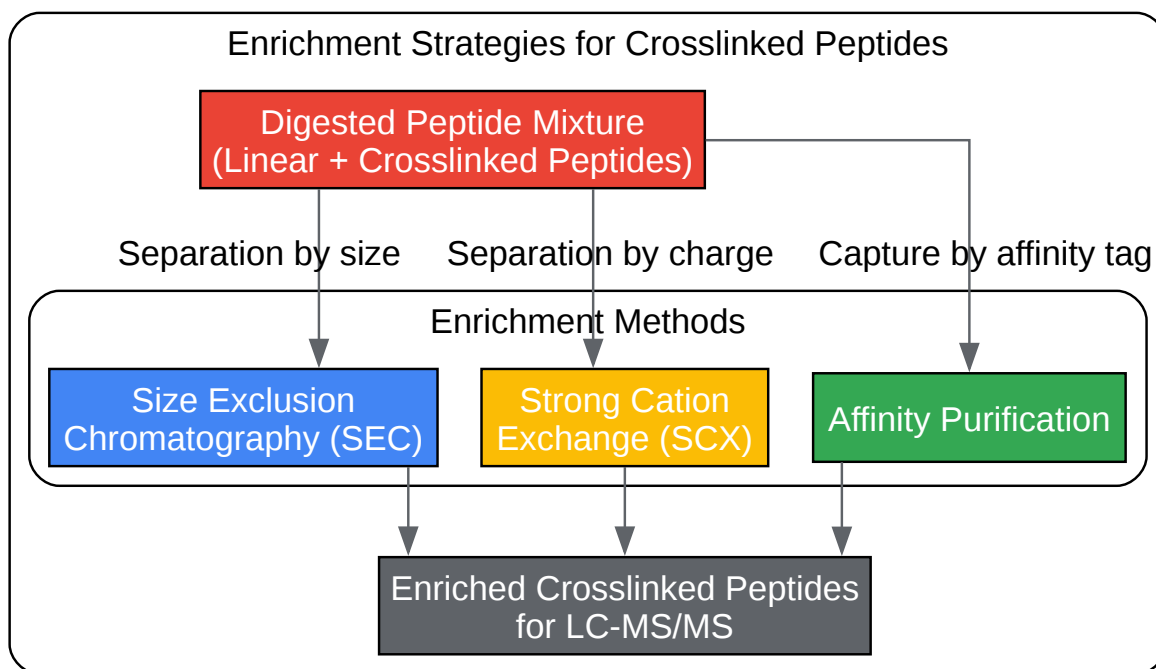 Enrichment Strategies for Crosslinked Peptides
Digested Peptide Mixture
(Linear + Crosslinked Peptides)
Separation by size
Separation by charge
Capture by affinity tag
Enrichment Methods
Size Exclusion
Chromatography (SEC)
Strong Cation
Exchange (SCX)
Affinity Purification
Enriched Crosslinked Peptides
for LC-MS/MS